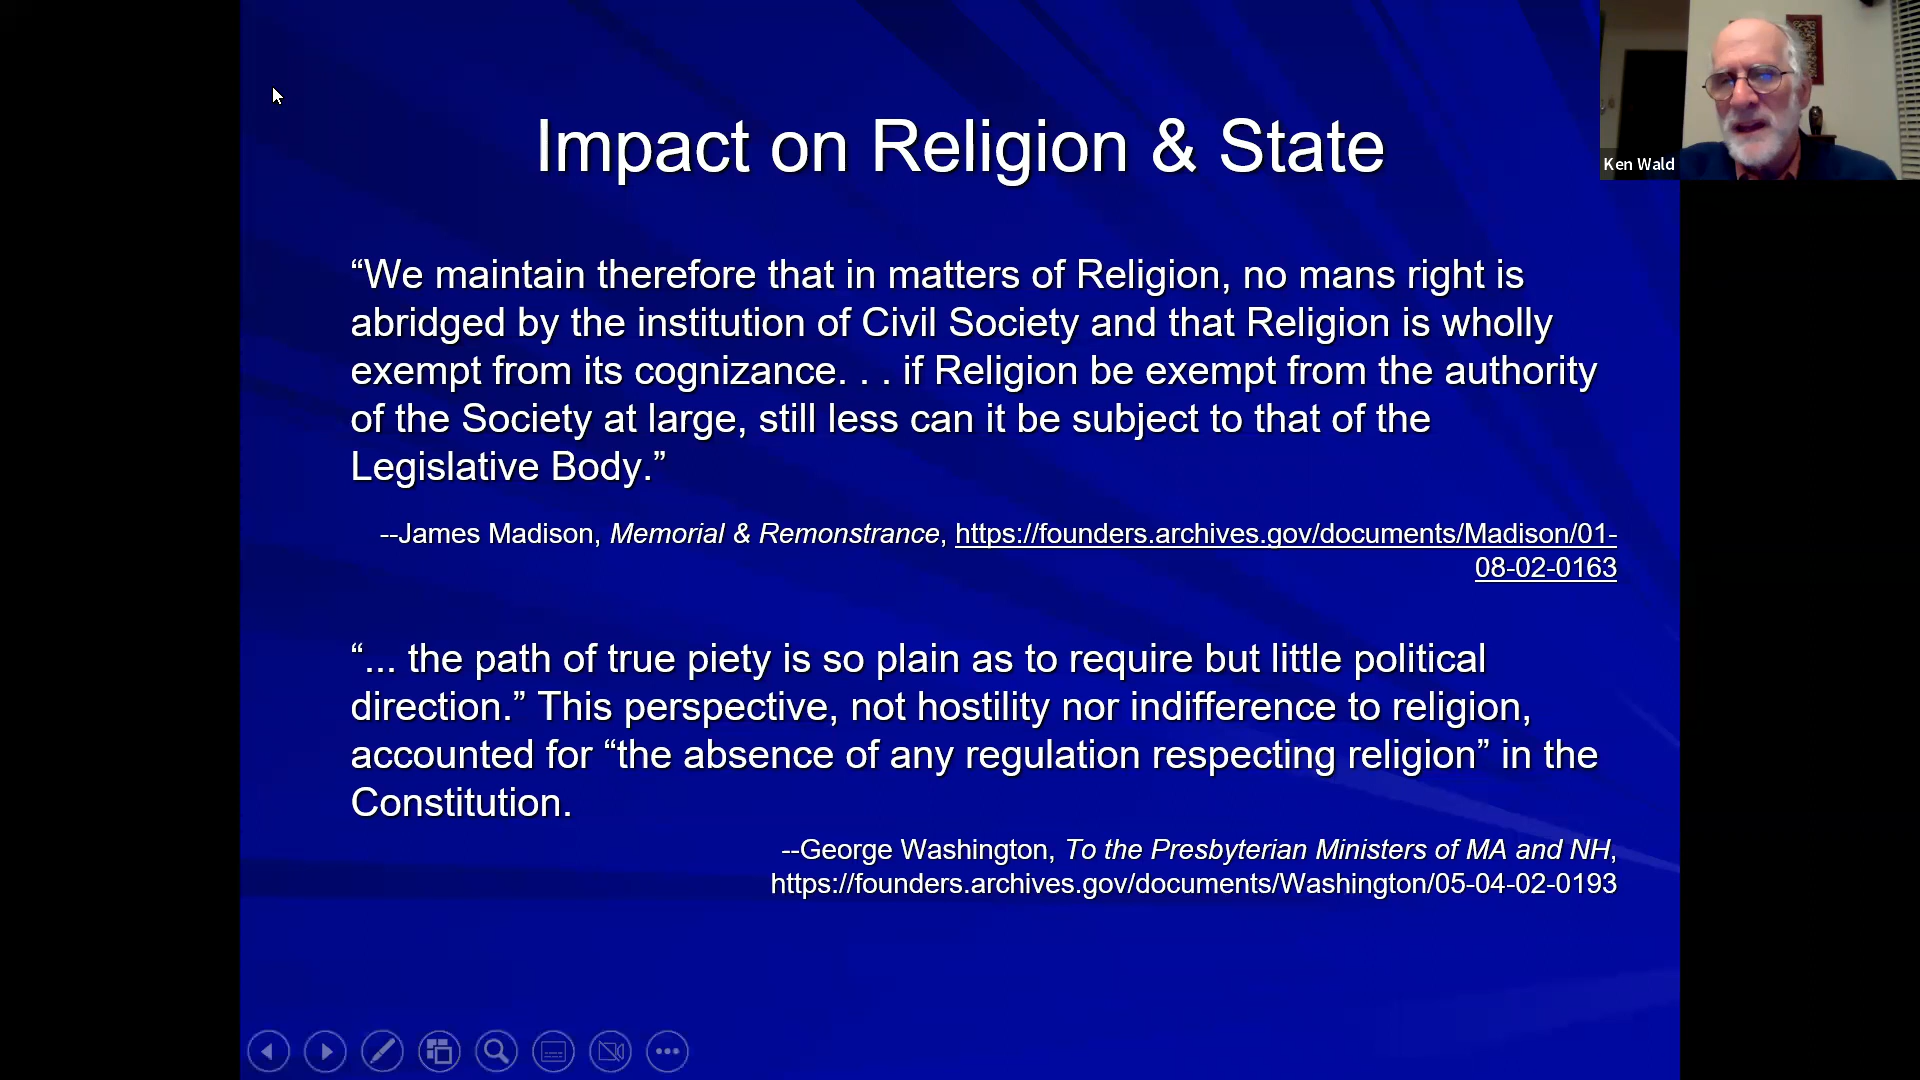 Impact on Religion & State
Ken Wald
“We maintain therefore that in matters of Religion, no mans right is
abridged by the institution of Civil Society and that Religion is wholly
exempt from its cognizance. . . if Religion be exempt from the authority
of the Society at large, still less can it be subject to that of the
Legislative Body.”
--James Madison, Memorial & Remonstrance, https://founders.archives.gov/documents/Madison/01-
08-02-0163
“... the path of true piety is so plain as to require but little political
direction.” This perspective, not hostility nor indifference to religion,
accounted for “the absence of any regulation respecting religion” in the
Constitution.
--George Washington, To the Presbyterian Ministers of MA and NH,
https://founders.archives.gov/documents/Washington/05-04-02-0193